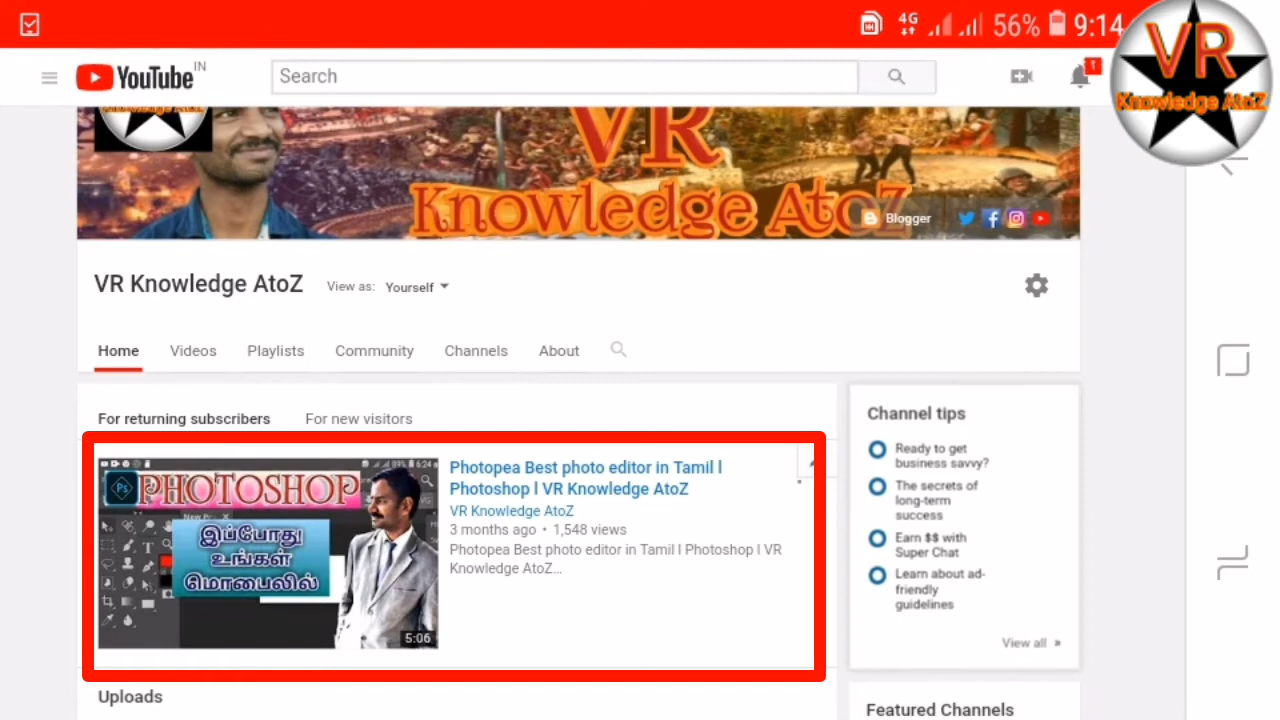 4G 56% 9:14
VR
Knowledge AtoZ
YouTube IN
Search
1
VR
Knowledge AtoZ
Blogger
VR Knowledge AtoZ View as: Yourself
Home Videos Playlists Community Channels About
For returning subscribers For new visitors
PHOTOSHOP
Ps
இப்போது
உங்கள்
மொபைலில்
5:06
Photopea Best photo editor in Tamil l
Photoshop l VR Knowledge AtoZ
VR Knowledge AtoZ
3 months ago • 1,548 views
Photopea Best photo editor in Tamil l Photoshop l VR
Knowledge AtoZ...
Uploads
Channel tips
Ready to get
business savvy?
The secrets of
long-term
success
Earn $$ with
Super Chat
Learn about ad-
friendly
guidelines
View all »
Featured Channels